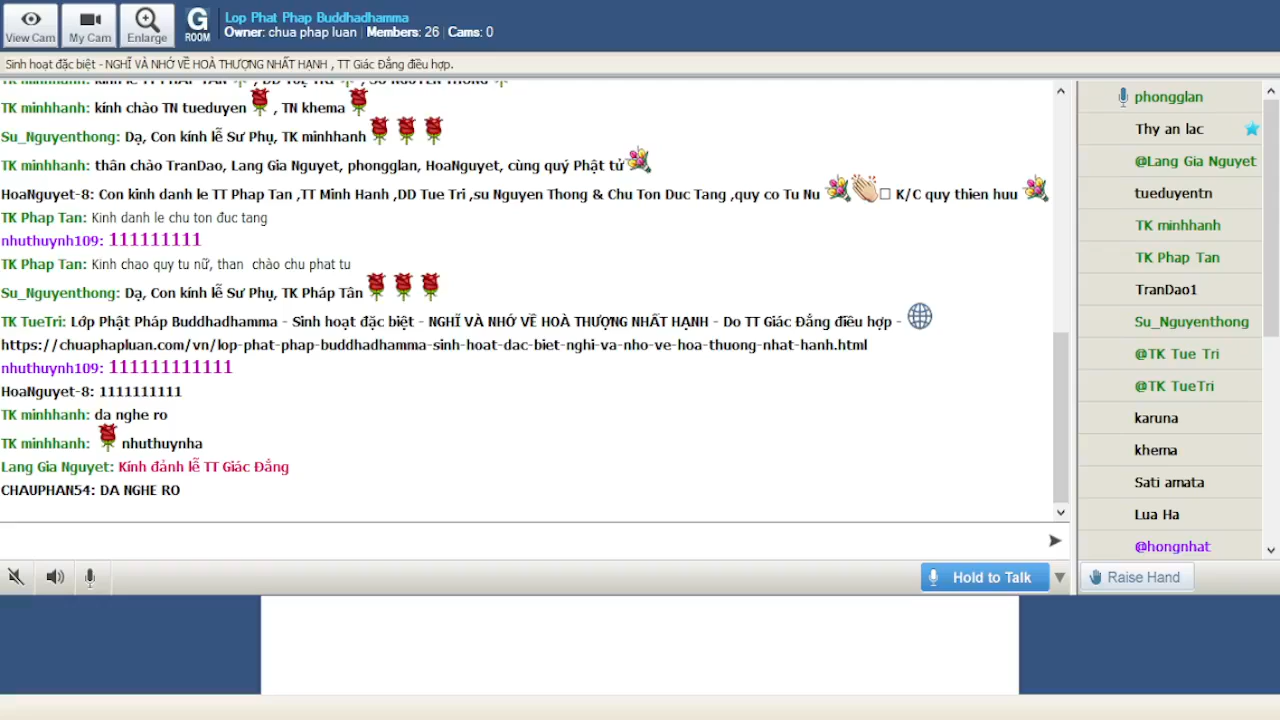 View Cam
My Cam
Enlarge
G
ROOM
Lop Phat Phap Buddhadhamma
Owner: chua phap luan Members: 26 Cams: 0
Sinh hoạt đặc biệt - NGHĨ VÀ NHỚ VỀ HOÀ THƯỢNG NHẤT HẠNH , TT Giác Đẳng điều hợp.
TK minhhanh: kính chào TN tueduyen , TN khema
Su_Nguyenthong: Dạ, Con kính lễ Sư Phụ, TK minhhanh
TK minhhanh: thân chào TranDao, Lang Gia Nguyet, phongglan, HoaNguyet, cùng quý Phật tử
HoaNguyet-8: Con kinh danh le TT Phap Tan ,TT Minh Hanh ,DD Tue Tri ,su Nguyen Thong & Chu Ton Duc Tang ,quy co Tu Nu K/C quy thien huu
TK Phap Tan: Kinh danh le chu ton đuc tang
nhuthuynh109: 111111111
TK Phap Tan: Kinh chao quy tu nữ, than chào chu phat tu
Su_Nguyenthong: Dạ, Con kính lễ Sư Phụ, TK Pháp Tân
TK TueTri: Lớp Phật Pháp Buddhadhamma - Sinh hoạt đặc biệt - NGHĨ VÀ NHỚ VỀ HOÀ THƯỢNG NHẤT HẠNH - Do TT Giác Đẳng điều hợp -
https://chuaphapluan.com/vn/lop-phat-phap-buddhadhamma-sinh-hoat-dac-biet-nghi-va-nho-ve-hoa-thuong-nhat-hanh.html
nhuthuynh109: 111111111111
HoaNguyet-8: 1111111111
TK minhhanh: da nghe ro
TK minhhanh: nhuthuynha
Lang Gia Nguyet: Kính đảnh lễ TT Giác Đẳng
CHAUPHAN54: DA NGHE RO
Hold to Talk
phongglan
Thy an lac
@Lang Gia Nguyet
tueduyentn
TK minhhanh
TK Phap Tan
TranDao1
Su_Nguyenthong
@TK Tue Tri
@TK TueTri
karuna
khema
Sati amata
Lua Ha
@hongnhat
Raise Hand